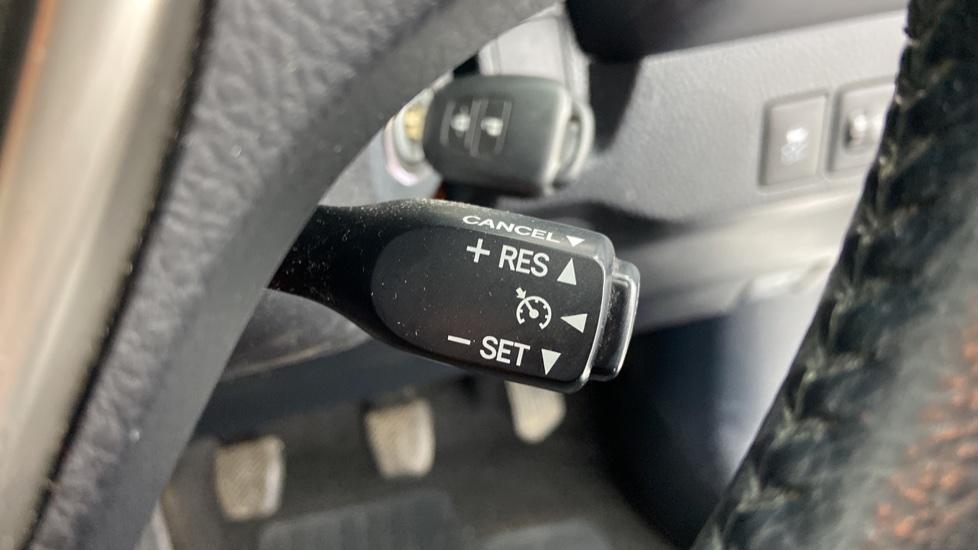 CANCEL ▼
+ RES ▲
◀
− SET ▼